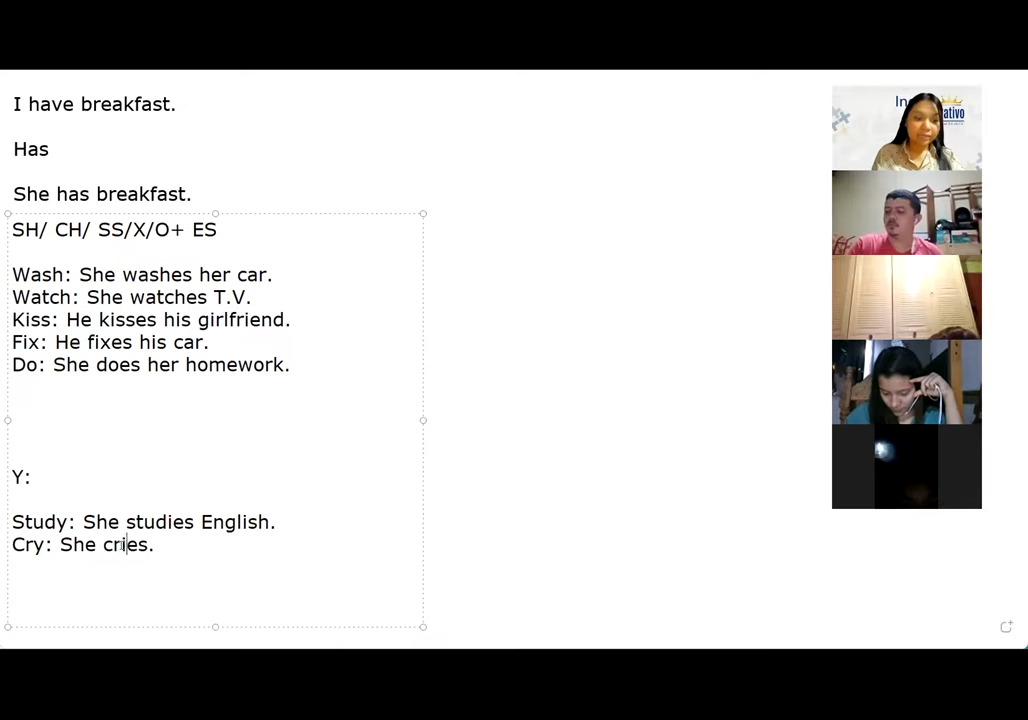 I have breakfast.
Has
She has breakfast.
SH/ CH/ SS/X/O+ ES
Wash: She washes her car.
Watch: She watches T.V.
Kiss: He kisses his girlfriend.
Fix: He fixes his car.
Do: She does her homework.
Y:
Study: She studies English.
Cry: She cries.
In
ativo